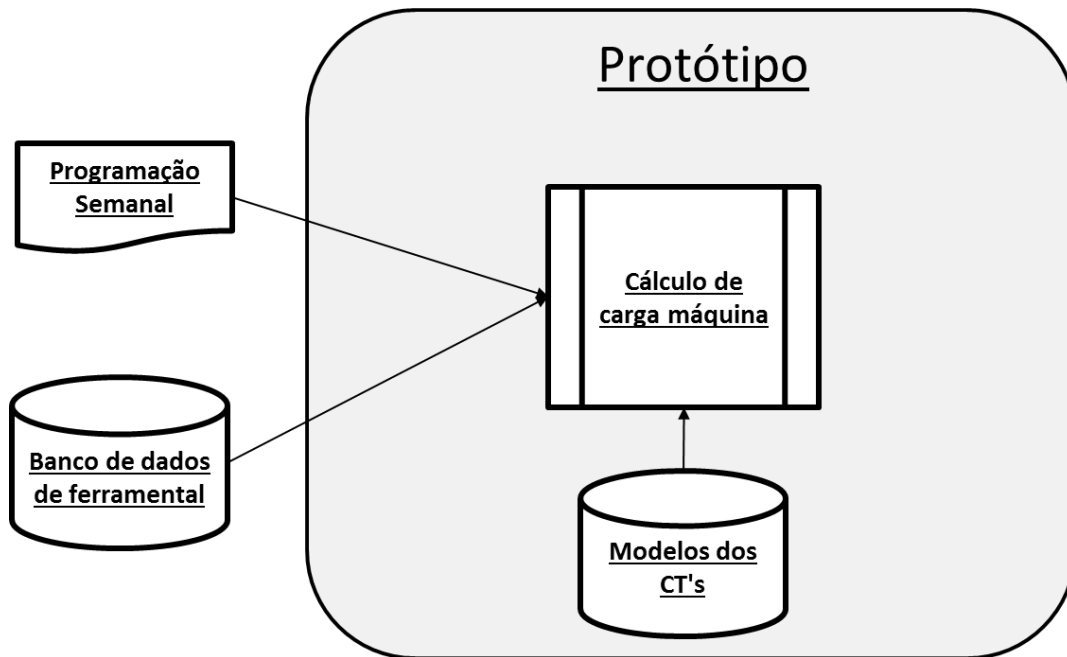 Protótipo
Programação
Semanal
Cálculo de
carga máquina
Banco de dados
de ferramental
Modelos dos
CT's